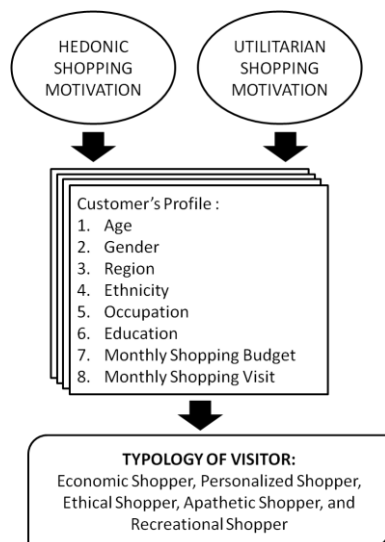 HEDONIC
SHOPPING
MOTIVATION
UTILITARIAN
SHOPPING
MOTIVATION
Customer's Profile :
1. Age
2. Gender
3. Region
4. Ethnicity
5. Occupation
6. Education
7. Monthly Shopping Budget
8. Monthly Shopping Visit
TYPOLOGY OF VISITOR:
Economic Shopper, Personalized Shopper,
Ethical Shopper, Apathetic Shopper, and
Recreational Shopper